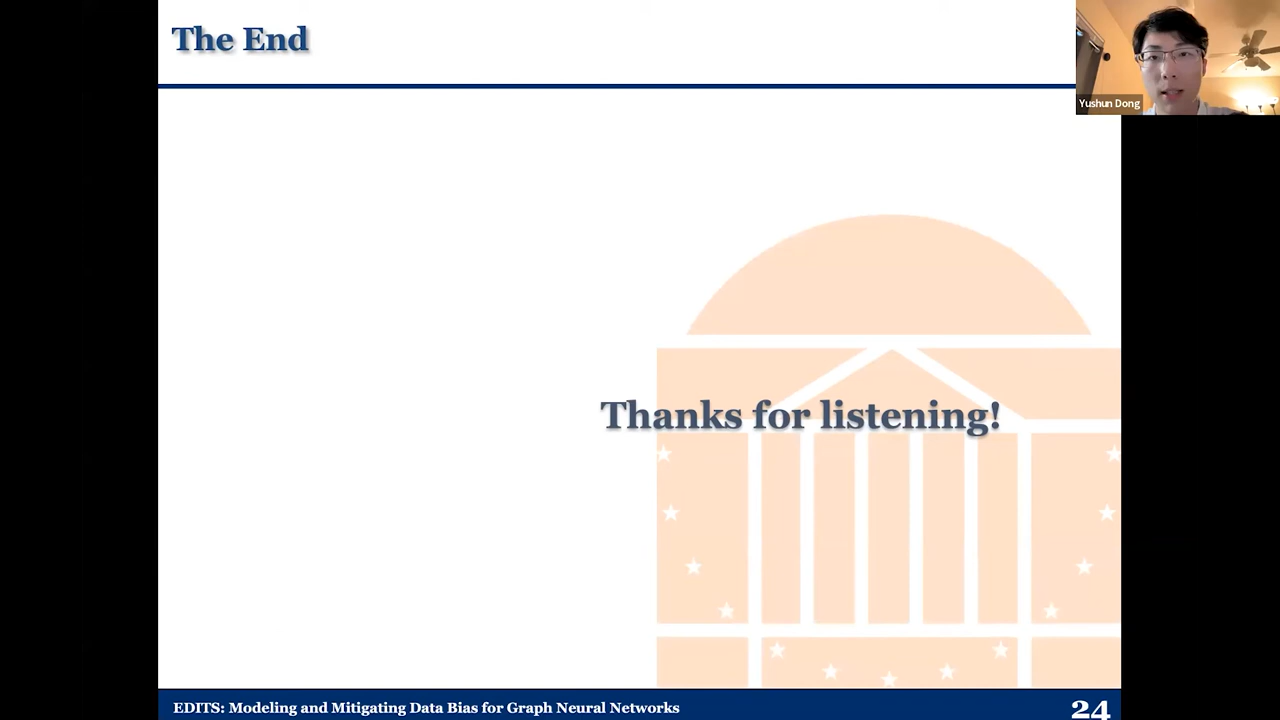 The End
Yushun Dong
Thanks for listening!
EDITS: Modeling and Mitigating Data Bias for Graph Neural Networks
24